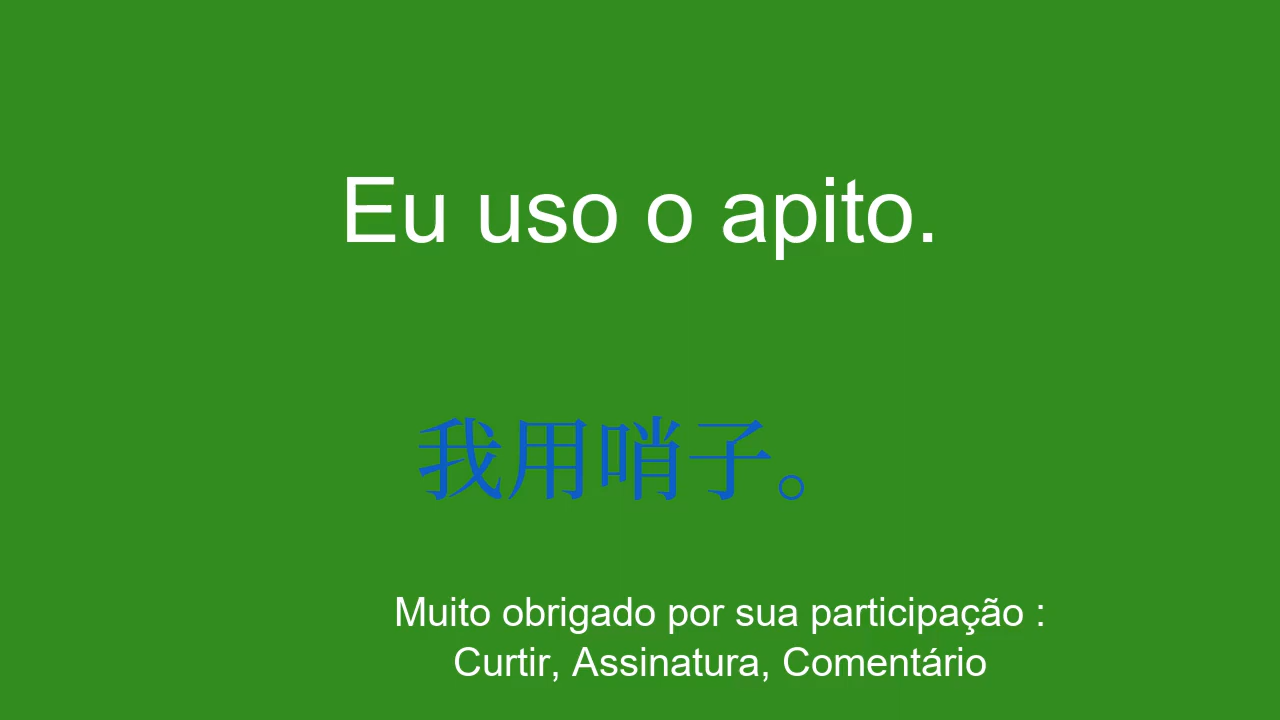 Eu uso o apito.
我用哨子。
Muito obrigado por sua participação :
Curtir, Assinatura, Comentário